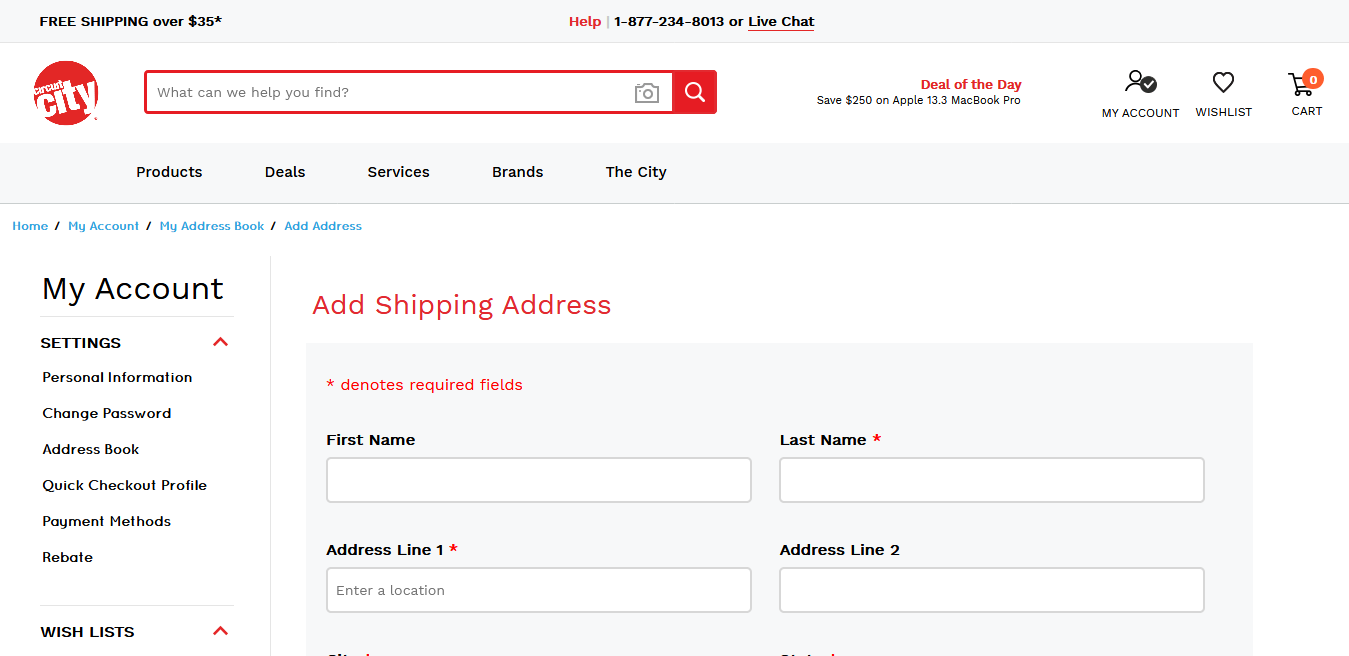 FREE SHIPPING over $35*
Help | 1-877-234-8013 or Live Chat
circuit city
What can we help you find?
Deal of the Day
Save $250 on Apple 13.3 MacBook Pro
MY ACCOUNT
WISHLIST
0
CART
Products
Deals
Services
Brands
The City
Home / My Account / My Address Book / Add Address
My Account
SETTINGS
Personal Information
Change Password
Address Book
Quick Checkout Profile
Payment Methods
Rebate
WISH LISTS
Add Shipping Address
* denotes required fields
First Name
Last Name *
Address Line 1 *
Address Line 2
Enter a location